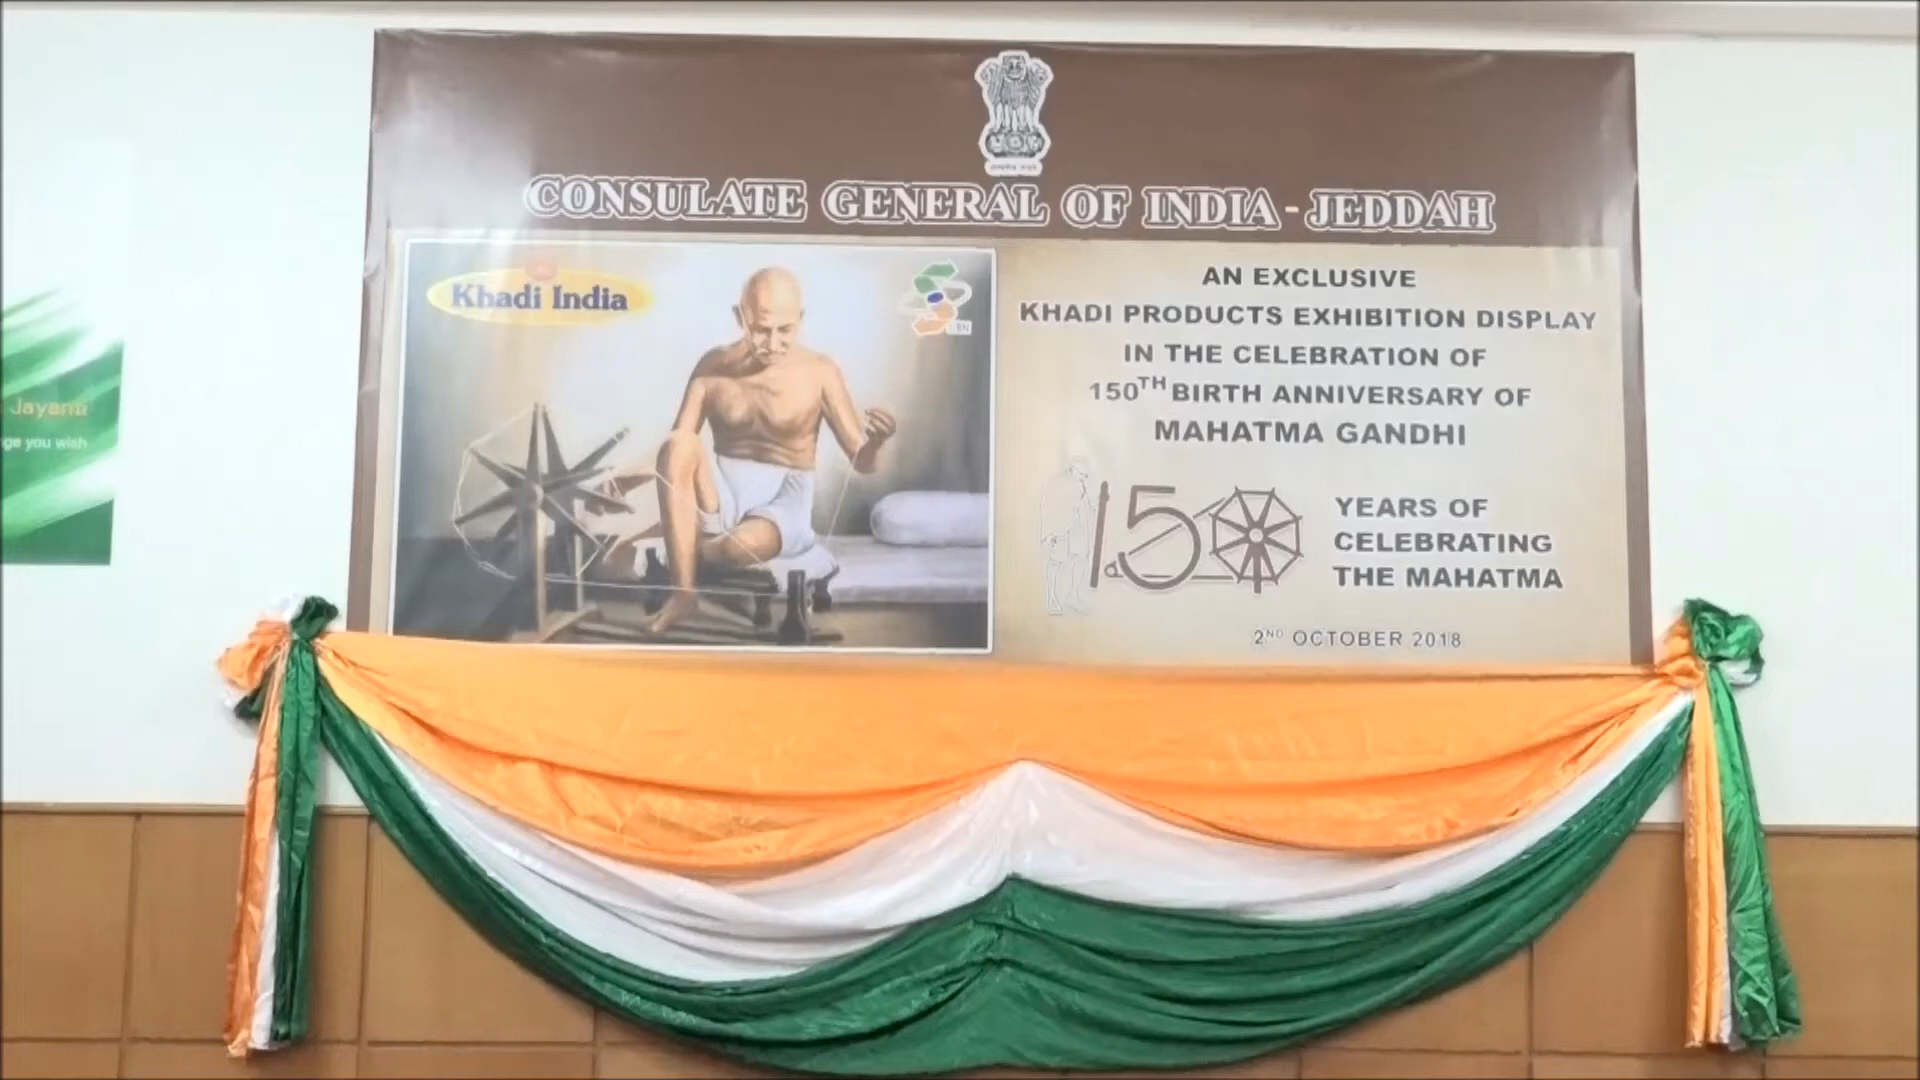 CONSULATE GENERAL OF INDIA - JEDDAH
Khadi India
AN EXCLUSIVE
KHADI PRODUCTS EXHIBITION DISPLAY
IN THE CELEBRATION OF
150TH BIRTH ANNIVERSARY OF
MAHATMA GANDHI
150
YEARS OF
CELEBRATING
THE MAHATMA
2ND OCTOBER 2018
Jayanti
ge you wish